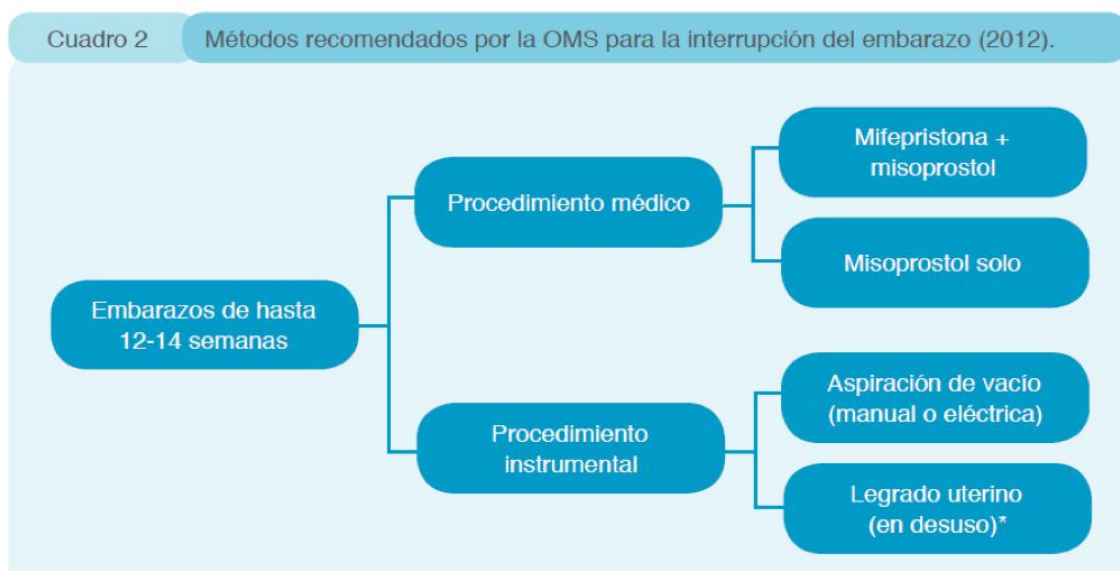 Cuadro 2
Métodos recomendados por la OMS para la interrupción del embarazo (2012).
Embarazos de hasta
12-14 semanas
Procedimiento médico
Mifepristona +
misoprostol
Misoprostol solo
Procedimiento
instrumental
Aspiración de vacío
(manual o eléctrica)
Legrado uterino
(en desuso)*